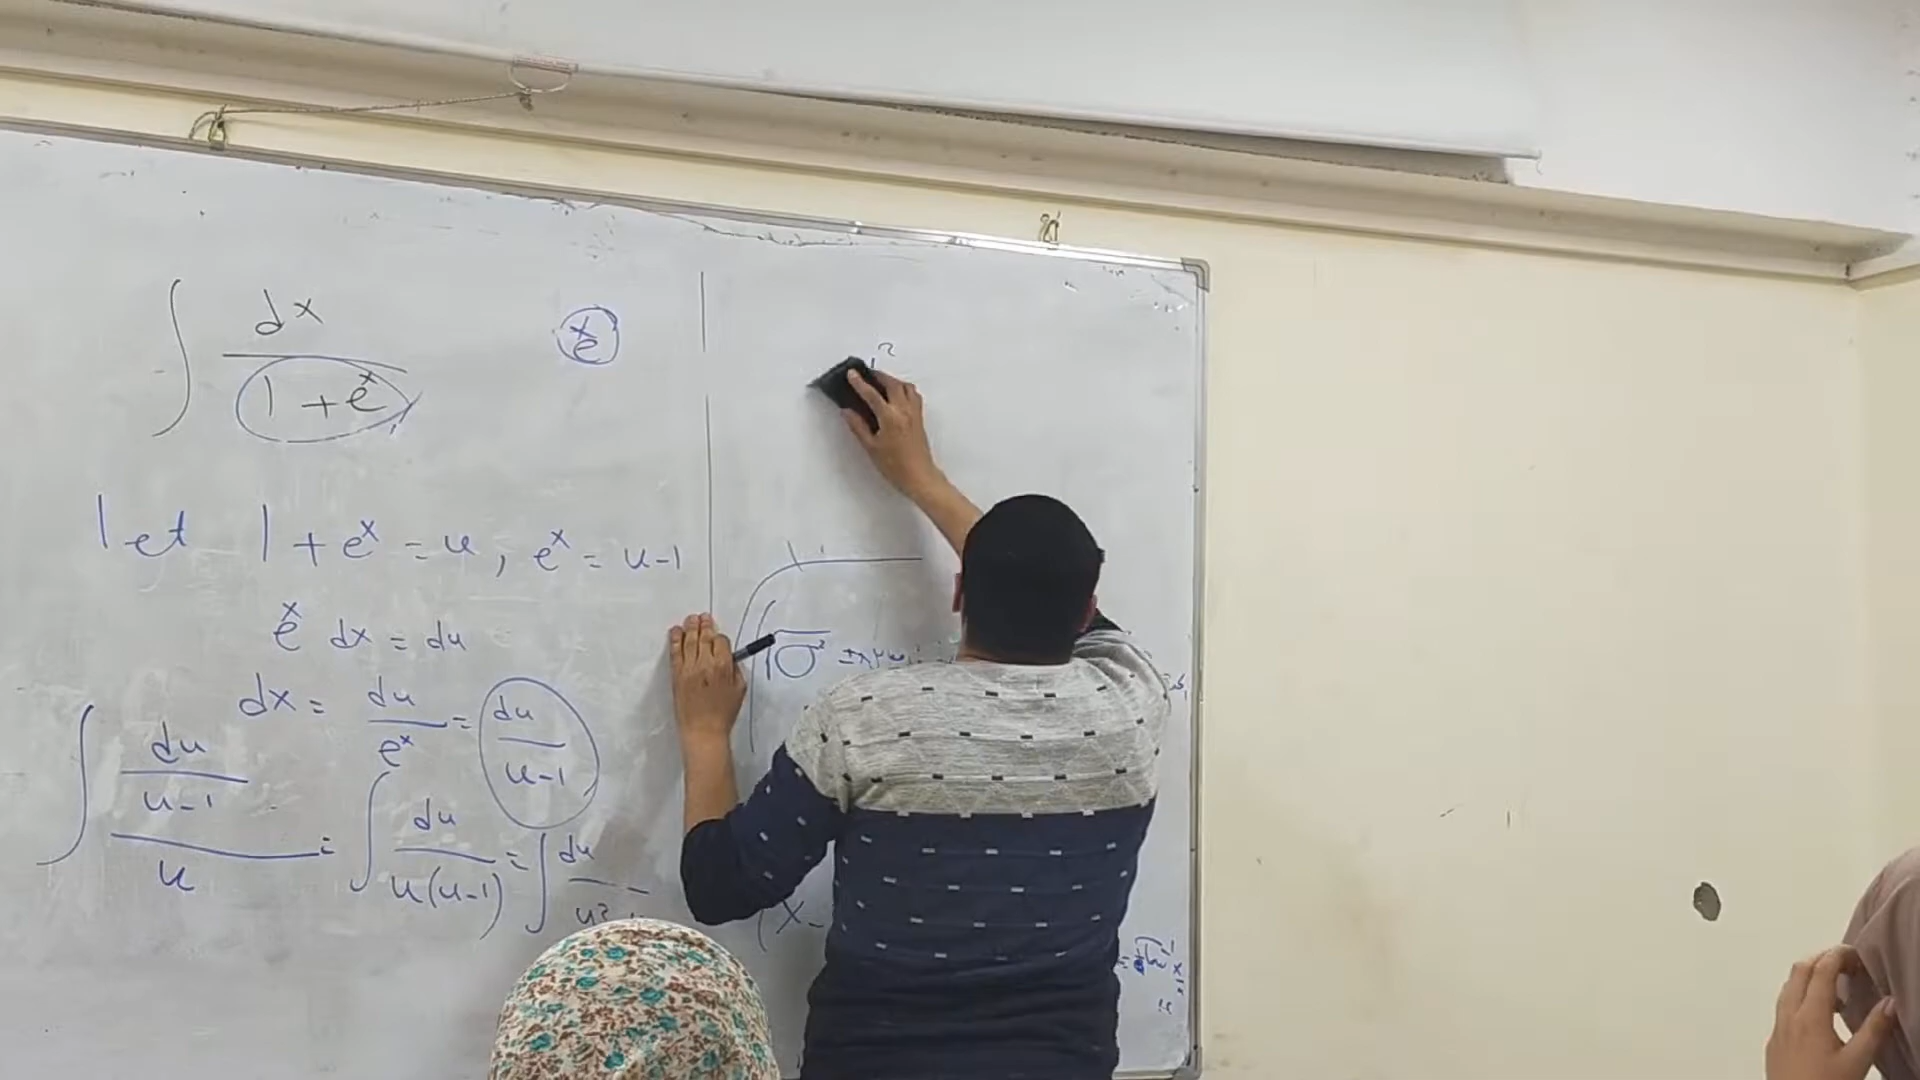 ∫ dx / (1 + e^x)
e^x
let 1 + e^x = u, e^x = u-1
e^x dx = du
dx = du / e^x = du / (u-1)
∫ (du / (u-1)) / u = ∫ du / (u(u-1)) = ∫ du / u²
(x-